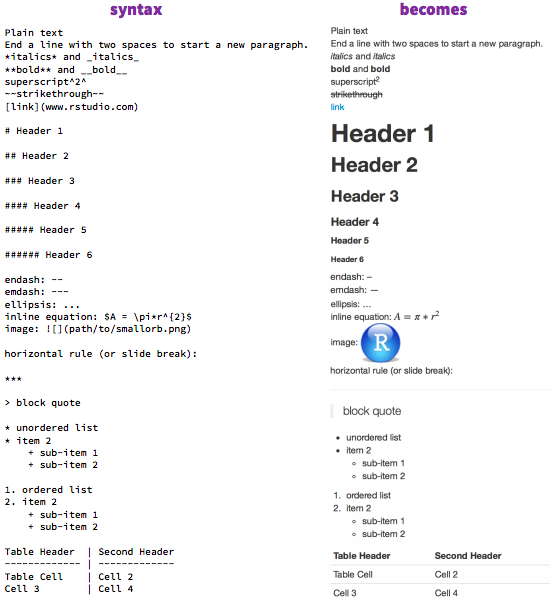 syntax
Plain text
End a line with two spaces to start a new paragraph.
*italics* and _italics_
**bold** and __bold__
superscript^2^
~~strikethrough~~
[link](www.rstudio.com)
# Header 1
## Header 2
### Header 3
#### Header 4
##### Header 5
###### Header 6
endash: --
emdash: ---
ellipsis: ...
inline equation: $A = \pi*r^{2}$
image: ![](path/to/smallorb.png)
horizontal rule (or slide break):
***
> block quote
* unordered list
* item 2
    + sub-item 1
    + sub-item 2
1. ordered list
2. item 2
    + sub-item 1
    + sub-item 2
Table Header  | Second Header
------------- | -------------
Table Cell    | Cell 2
Cell 3        | Cell 4
becomes
Plain text
End a line with two spaces to start a new paragraph.
italics and italics
bold and bold
superscript²
strikethrough
link
Header 1
Header 2
Header 3
Header 4
Header 5
Header 6
endash: –
emdash: —
ellipsis: …
inline equation: A = π * r²
image: R
horizontal rule (or slide break):
block quote
• unordered list
• item 2
    ◦ sub-item 1
    ◦ sub-item 2
1. ordered list
2. item 2
    ◦ sub-item 1
    ◦ sub-item 2
Table Header Second Header
Table Cell Cell 2
Cell 3 Cell 4